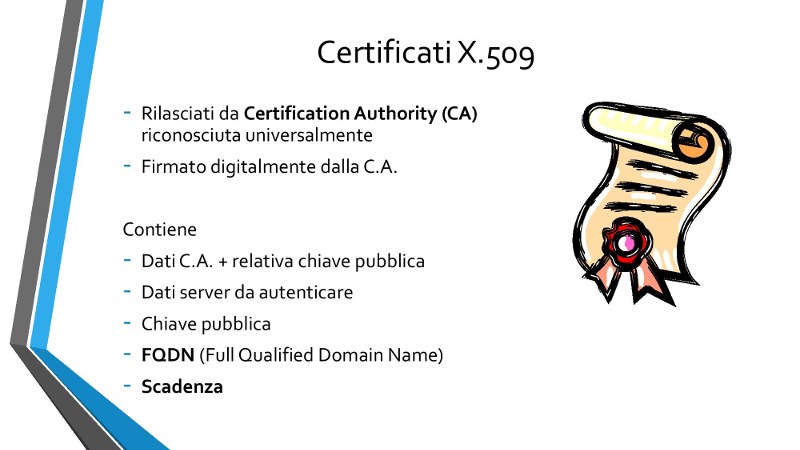 Certificati X.509
- Rilasciati da Certification Authority (CA)
riconosciuta universalmente
- Firmato digitalmente dalla C.A.
Contiene
- Dati C.A. + relativa chiave pubblica
- Dati server da autenticare
- Chiave pubblica
- FQDN (Full Qualified Domain Name)
- Scadenza